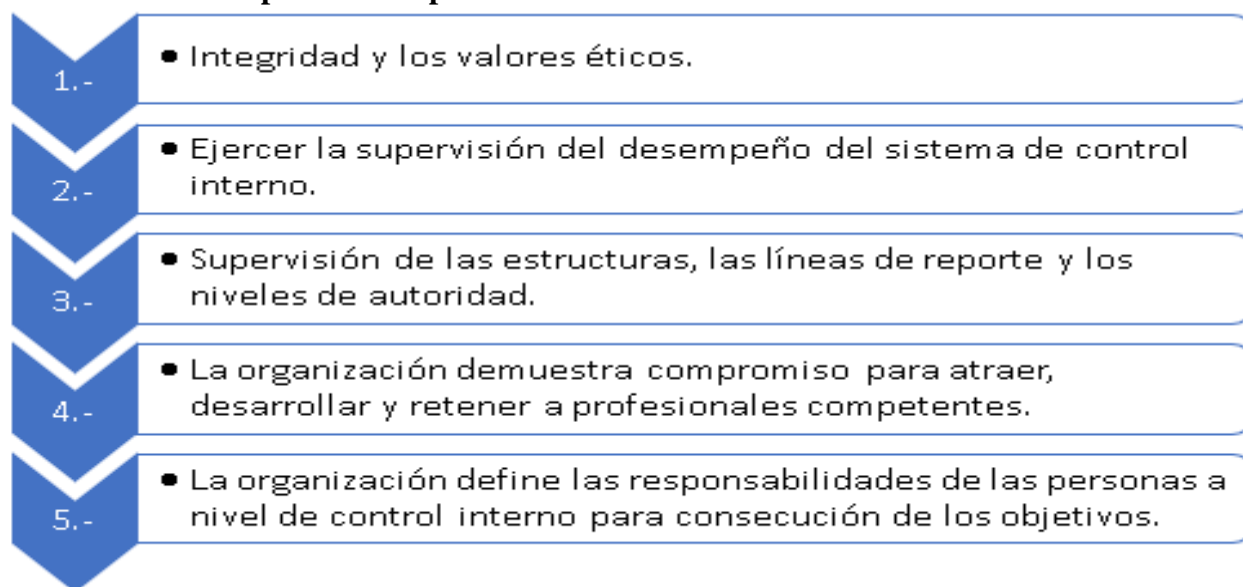 1.-
• Integridad y los valores éticos.
2.-
• Ejercer la supervisión del desempeño del sistema de control
interno.
3.-
• Supervisión de las estructuras, las líneas de reporte y los
niveles de autoridad.
4.-
• La organización demuestra compromiso para atraer,
desarrollar y retener a profesionales competentes.
5.-
• La organización define las responsabilidades de las personas a
nivel de control interno para consecución de los objetivos.